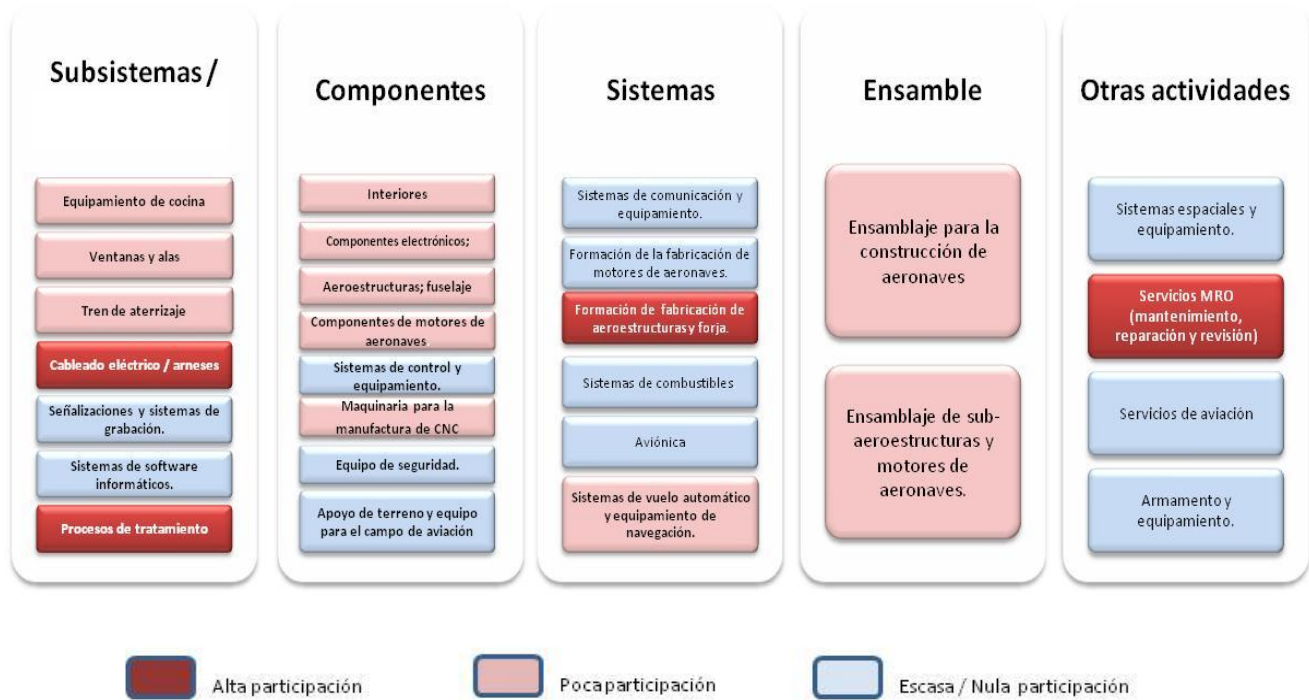 Subsistemas /
Equipamiento de cocina
Ventanas y alas
Tren de aterrizaje
Cableado eléctrico / arneses
Señalizaciones y sistemas de
grabación.
Sistemas de software
informáticos.
Procesos de tratamiento
Componentes
Interiores
Componentes electrónicos;
Aeroestructuras; fuselaje
Componentes de motores de
aeronaves
Sistemas de control y
equipamiento.
Maquinaria para la
manufactura de CNC
Equipo de seguridad.
Apoyo de terreno y equipo
para el campo de aviación
Sistemas
Sistemas de comunicación y
equipamiento.
Formación de la fabricación de
motores de aeronaves.
Formación de fabricación de
aeroestructuras y forja.
Sistemas de combustibles
Aviónica
Sistemas de vuelo automático
y equipamiento de
navegación.
Ensamble
Ensamblaje para la
construcción de
aeronaves
Ensamblaje de sub-
aeroestructuras y
motores de
aeronaves.
Otras actividades
Sistemas espaciales y
equipamiento.
Servicios MRO
(mantenimiento,
reparación y revisión)
Servicios de aviación
Armamento y
equipamiento.
Alta participación
Poca participación
Escasa / Nula participación